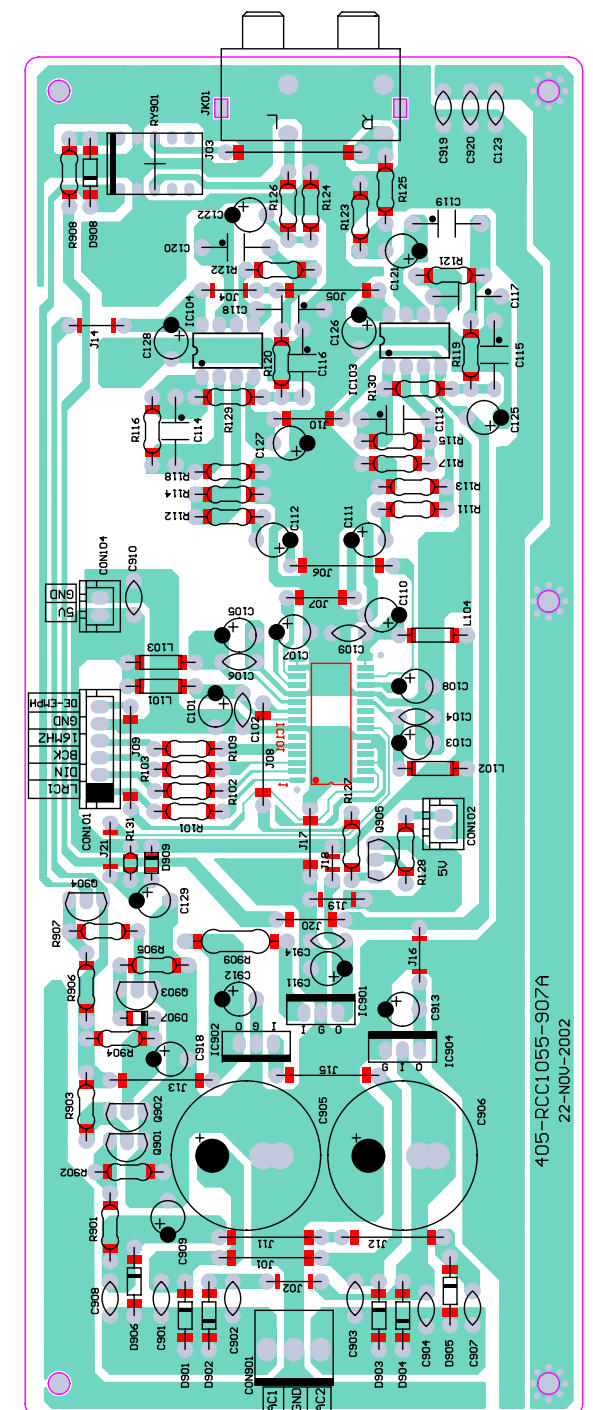 JK01
L
R
RY901
J03
C919
C920
C123
R908
D908
R126
R124
R125
R123
C122
C119
C120
C121
R122
R121
J04
J05
C117
IC104
C118
C126
J14
C128
R120
C116
IC103
R119
C115
R130
R129
R116
C114
J10
C113
C125
C127
R115
R118
R117
R114
R113
R112
R111
C112
C111
CON104
C910
J06
GND
5V
J07
C110
L104
C105
C107
C109
L103
C106
L101
C101
C102
C108
DE-EMPH
GND
16MHZ
BCK
DIN
LRC1
J09
R109
R103
R102
R101
J08
IC101
1
C104
C103
L102
CON101
J21
R131
D909
J17
R127
J18
Q905
R128
CON102
5V
Q904
C129
J19
R907
J20
R905
R909
C914
J16
R906
C912
C911
Q903
D907
IC901
I G O
C913
IC902
O G I
R904
C918
IC904
G I O
J13
J15
R903
Q902
C905
C906
Q901
R902
R901
C909
J11
J12
J01
J02
C908
D906
C901
D901
D902
C902
C903
D903
D904
C904
D905
C907
CON901
AC1
GND
AC2
405-RCC1055-907A
22-NOV-2002